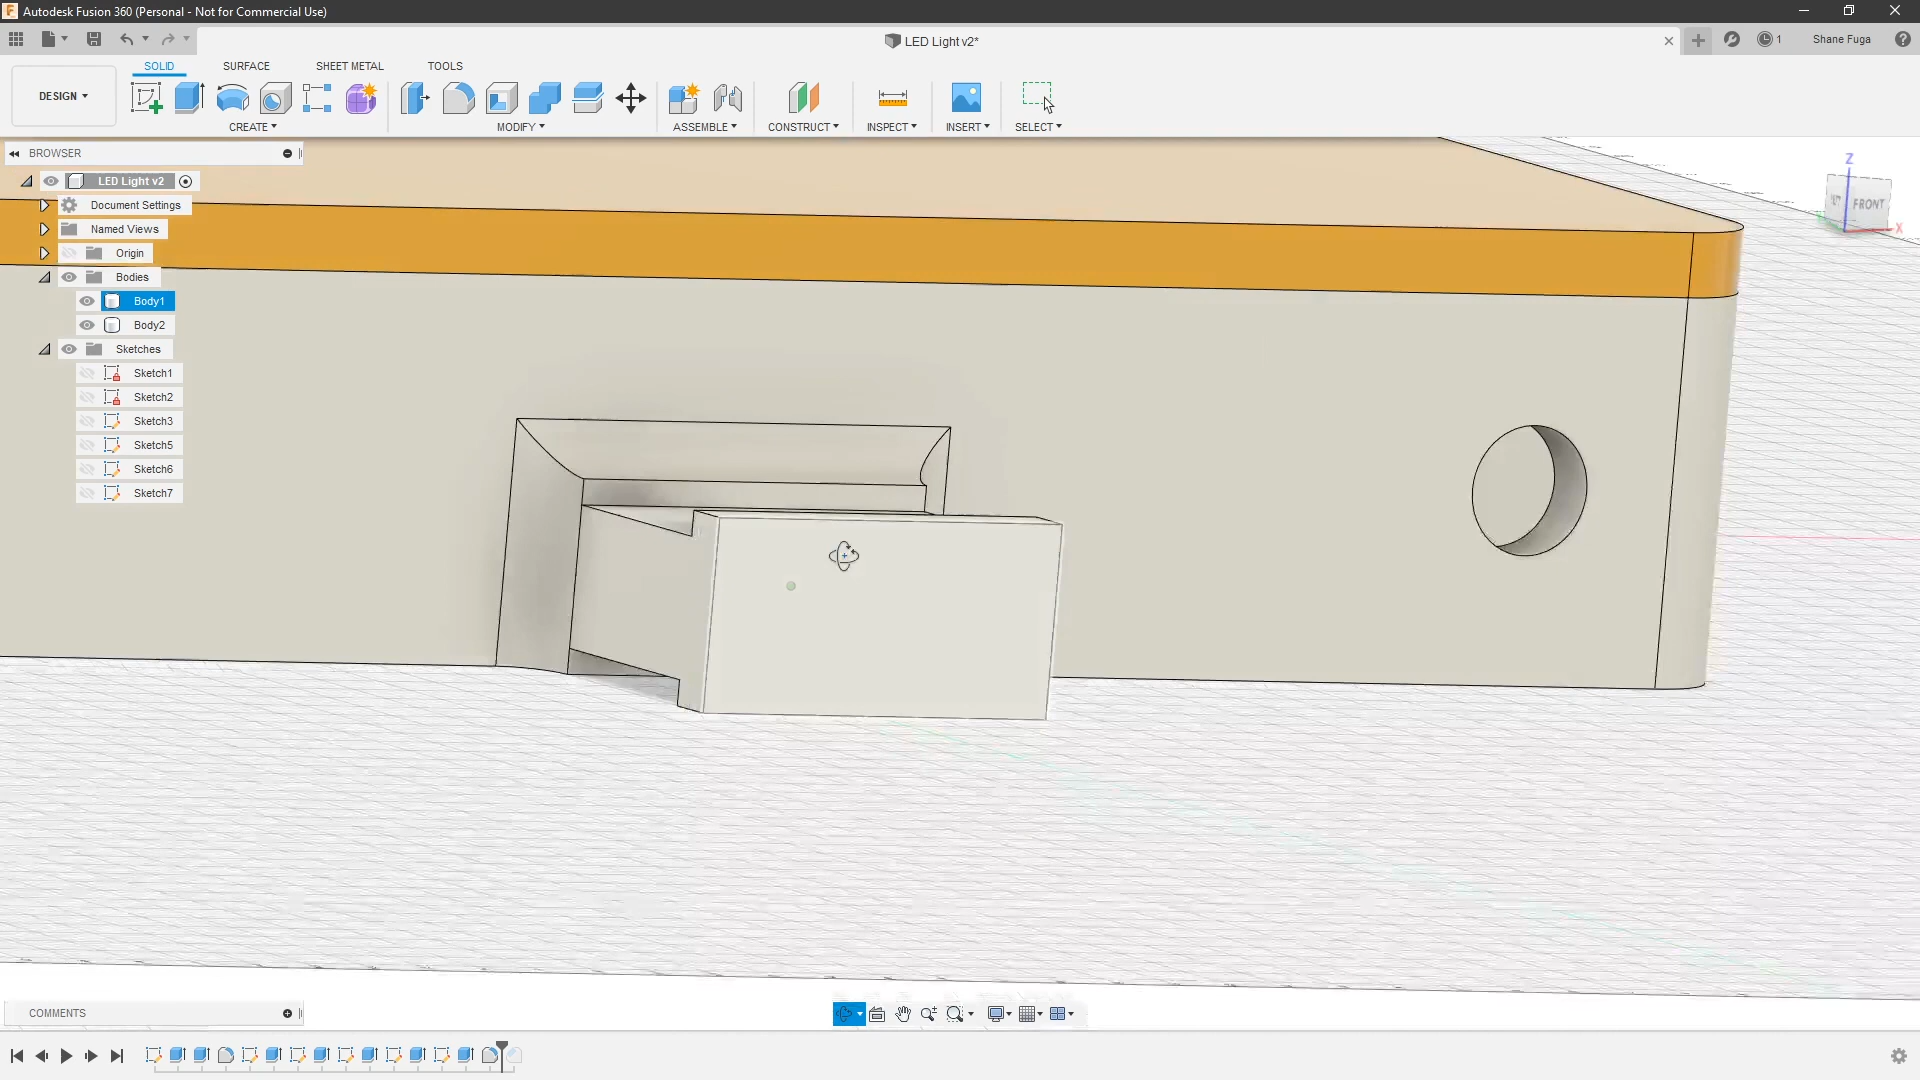 Autodesk Fusion 360 (Personal - Not for Commercial Use)
LED Light v2*
1
Shane Fuga
DESIGN
SOLID
SURFACE
SHEET METAL
TOOLS
CREATE
MODIFY
ASSEMBLE
CONSTRUCT
INSPECT
INSERT
SELECT
BROWSER
LED Light v2
Document Settings
Named Views
Origin
Bodies
Body1
Body2
Sketches
Sketch1
Sketch2
Sketch3
Sketch5
Sketch6
Sketch7
Z
FRONT
X
COMMENTS